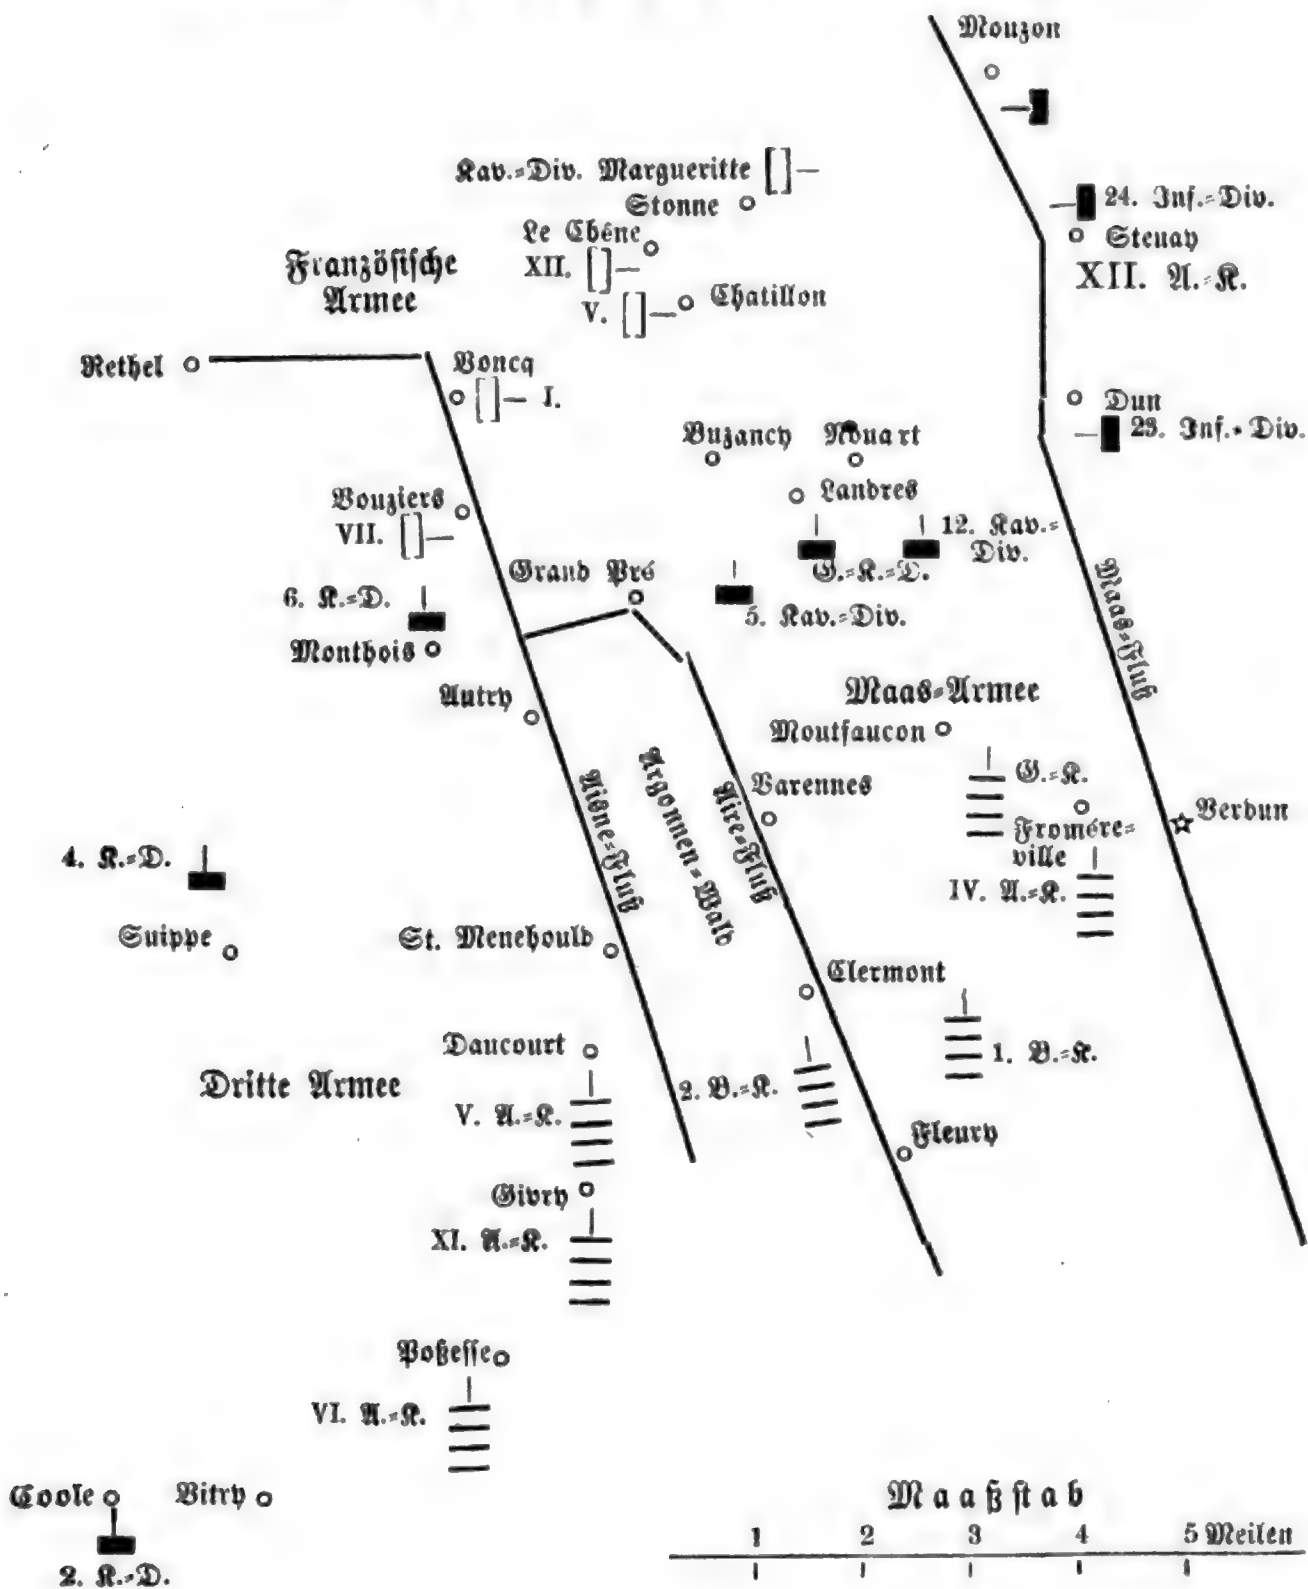 Mouzon
Kav.=Div. Margueritte
Stonne
24. Inf.=Div.
Stenay
XII. A.=K.
Le Chêne
XII.
Französische
Armee
V.
Chatillon
Rethel
Voncq
I.
Dun
23. Inf.=Div.
Buzancy
Nouart
Landres
Vouziers
VII.
12. Kav.=
Div.
G.=K.=D.
Grand Pré
6. K.=D.
5. Kav.=Div.
Monthois
Maas=Fluß
Autry
Maas=Armee
Montfaucon
Aisne=Fluß
Argonnen=Wald
Aire=Fluß
Varennes
G.=K.
Fromére=
ville
Verdun
4. K.=D.
IV. A.=K.
Suippe
St. Menehould
Clermont
Daucourt
1. B.=K.
Dritte Armee
2. B.=K.
V. A.=K.
Fleury
Givry
XI. A.=K.
Poßesse
VI. A.=K.
Coole
Vitry
2. K.=D.
Maaßstab
1 2 3 4 5 Meilen